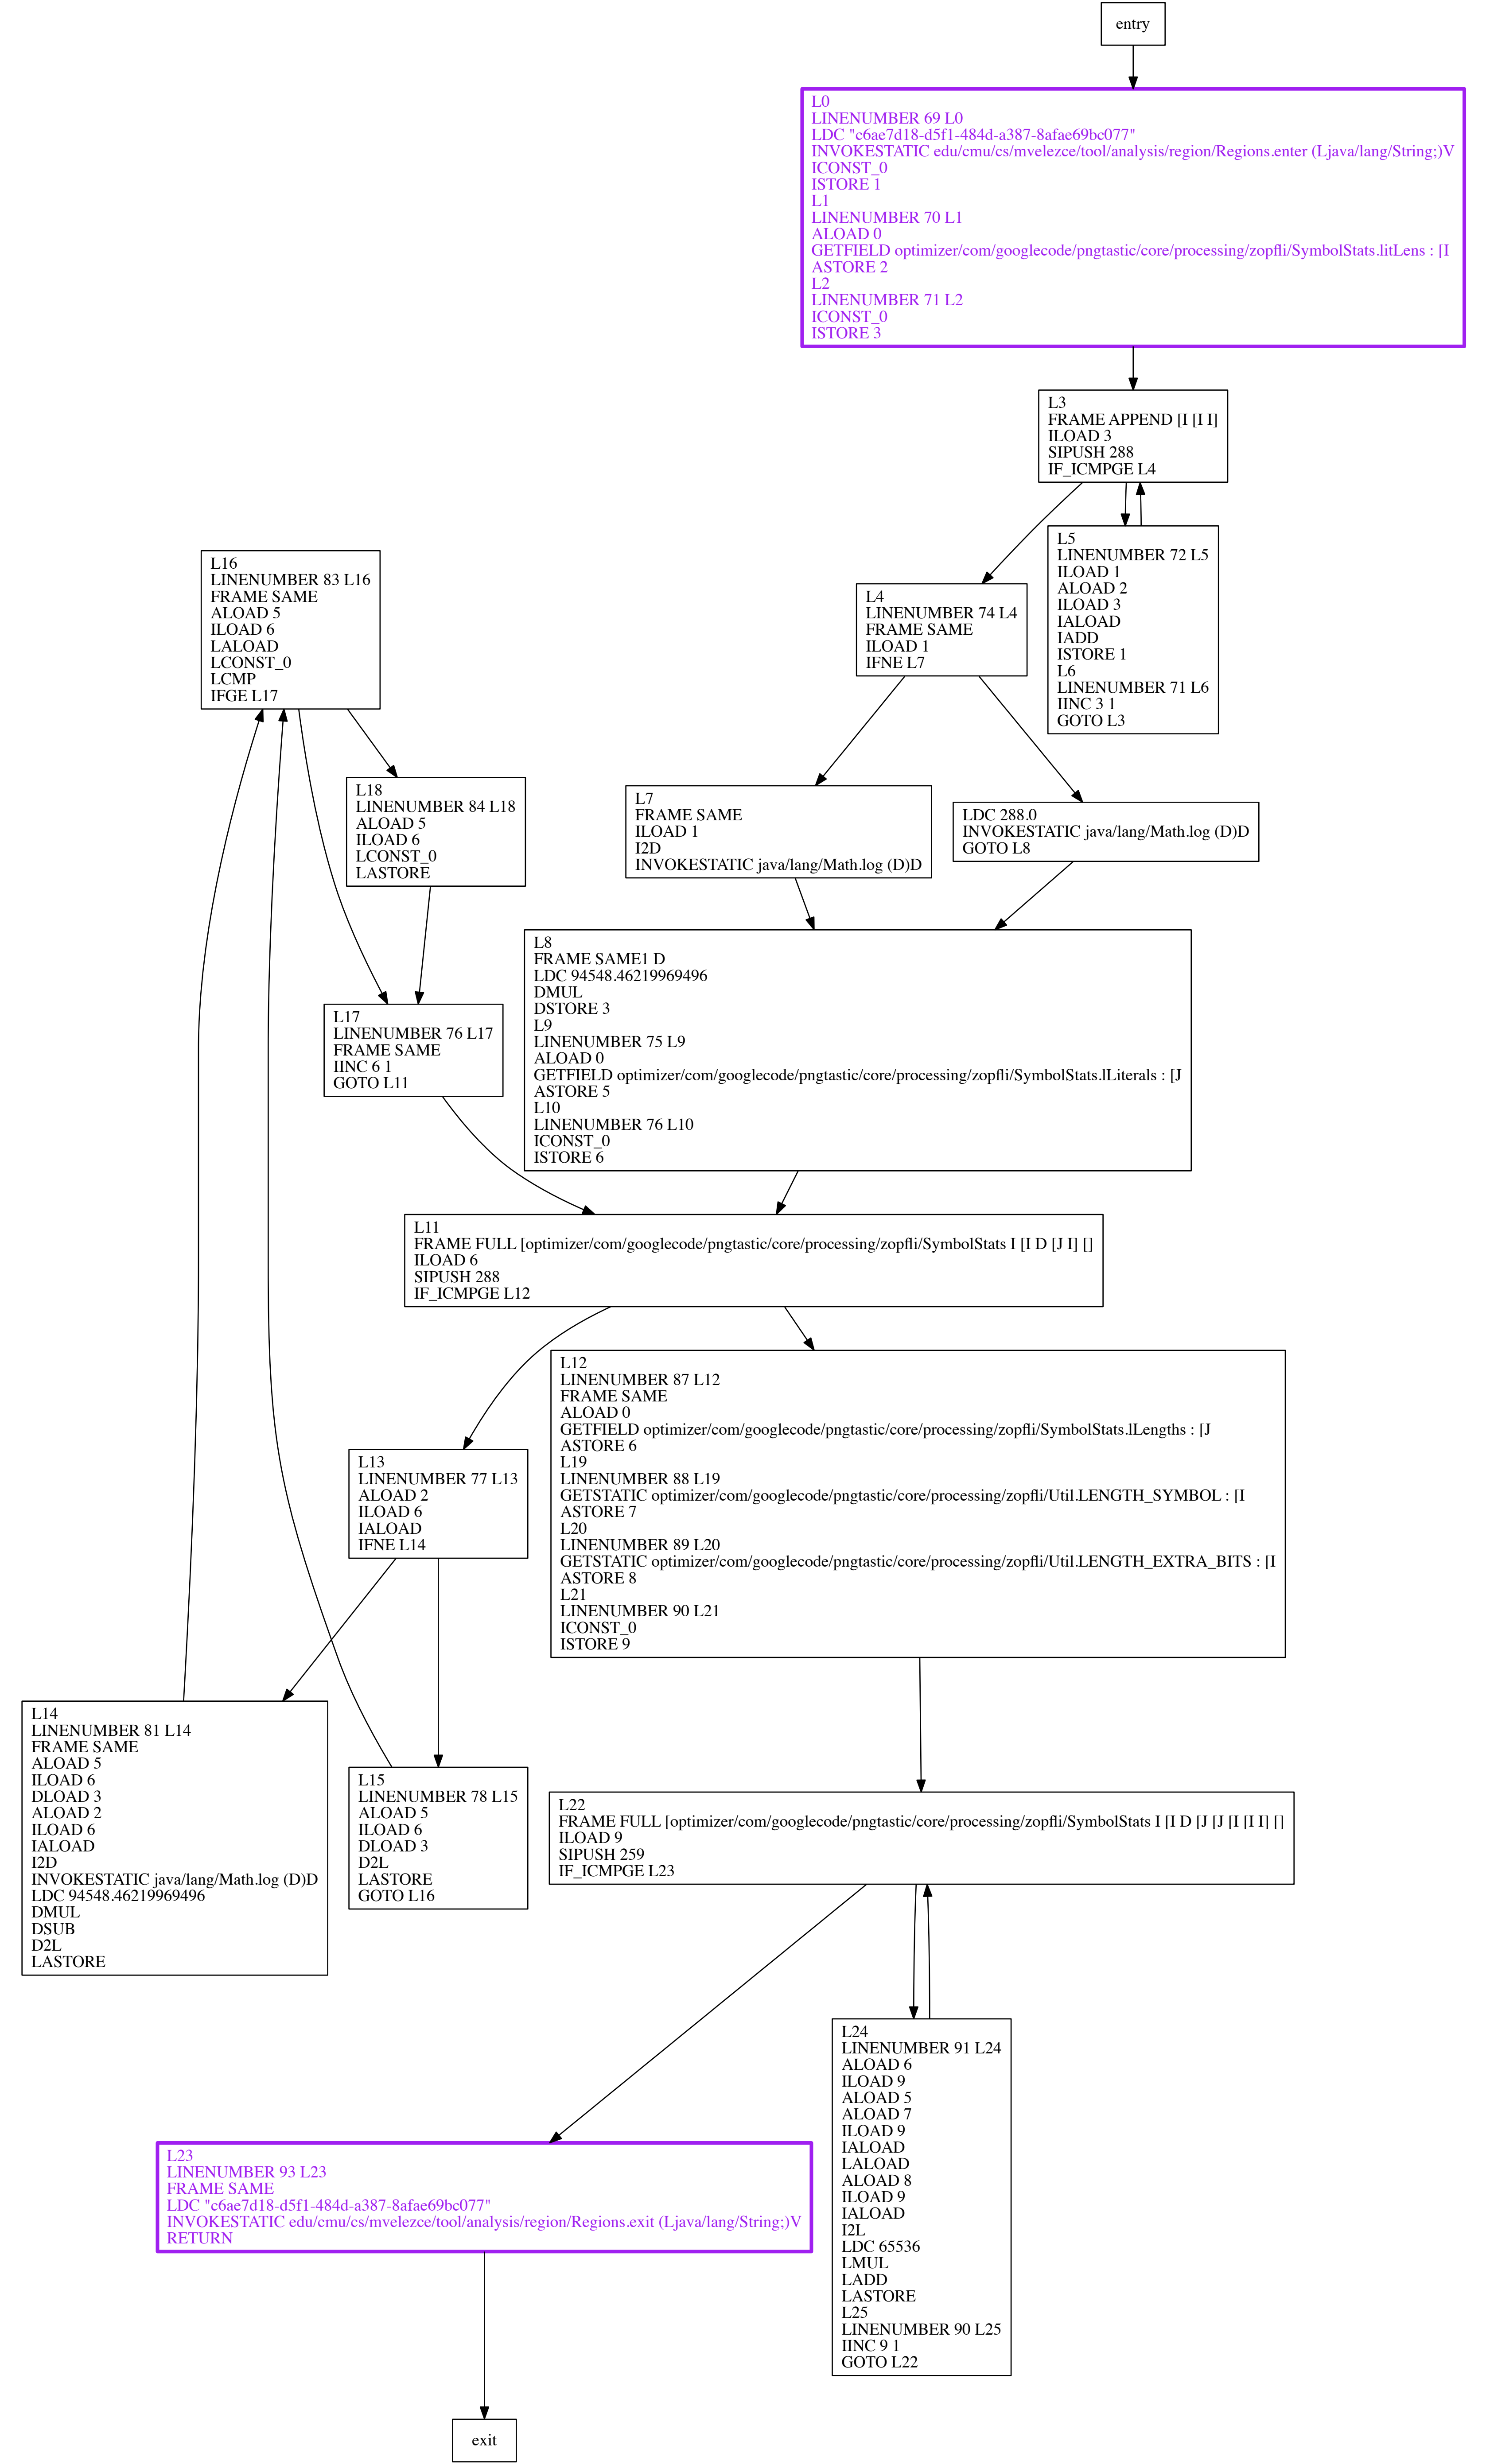 entry
L0
LINENUMBER 69 L0
LDC "c6ae7d18-d5f1-484d-a387-8afae69bc077"
INVOKESTATIC edu/cmu/cs/mvelezce/tool/analysis/region/Regions.enter (Ljava/lang/String;)V
ICONST_0
ISTORE 1
L1
LINENUMBER 70 L1
ALOAD 0
GETFIELD optimizer/com/googlecode/pngtastic/core/processing/zopfli/SymbolStats.litLens : [I
ASTORE 2
L2
LINENUMBER 71 L2
ICONST_0
ISTORE 3
L3
FRAME APPEND [I [I I]
ILOAD 3
SIPUSH 288
IF_ICMPGE L4
L5
LINENUMBER 72 L5
ILOAD 1
ALOAD 2
ILOAD 3
IALOAD
IADD
ISTORE 1
L6
LINENUMBER 71 L6
IINC 3 1
GOTO L3
L4
LINENUMBER 74 L4
FRAME SAME
ILOAD 1
IFNE L7
L16
LINENUMBER 83 L16
FRAME SAME
ALOAD 5
ILOAD 6
LALOAD
LCONST_0
LCMP
IFGE L17
L18
LINENUMBER 84 L18
ALOAD 5
ILOAD 6
LCONST_0
LASTORE
L7
FRAME SAME
ILOAD 1
I2D
INVOKESTATIC java/lang/Math.log (D)D
LDC 288.0
INVOKESTATIC java/lang/Math.log (D)D
GOTO L8
L8
FRAME SAME1 D
LDC 94548.46219969496
DMUL
DSTORE 3
L9
LINENUMBER 75 L9
ALOAD 0
GETFIELD optimizer/com/googlecode/pngtastic/core/processing/zopfli/SymbolStats.lLiterals : [J
ASTORE 5
L10
LINENUMBER 76 L10
ICONST_0
ISTORE 6
L17
LINENUMBER 76 L17
FRAME SAME
IINC 6 1
GOTO L11
L11
FRAME FULL [optimizer/com/googlecode/pngtastic/core/processing/zopfli/SymbolStats I [I D [J I] []
ILOAD 6
SIPUSH 288
IF_ICMPGE L12
L12
LINENUMBER 87 L12
FRAME SAME
ALOAD 0
GETFIELD optimizer/com/googlecode/pngtastic/core/processing/zopfli/SymbolStats.lLengths : [J
ASTORE 6
L19
LINENUMBER 88 L19
GETSTATIC optimizer/com/googlecode/pngtastic/core/processing/zopfli/Util.LENGTH_SYMBOL : [I
ASTORE 7
L20
LINENUMBER 89 L20
GETSTATIC optimizer/com/googlecode/pngtastic/core/processing/zopfli/Util.LENGTH_EXTRA_BITS : [I
ASTORE 8
L21
LINENUMBER 90 L21
ICONST_0
ISTORE 9
L13
LINENUMBER 77 L13
ALOAD 2
ILOAD 6
IALOAD
IFNE L14
L14
LINENUMBER 81 L14
FRAME SAME
ALOAD 5
ILOAD 6
DLOAD 3
ALOAD 2
ILOAD 6
IALOAD
I2D
INVOKESTATIC java/lang/Math.log (D)D
LDC 94548.46219969496
DMUL
DSUB
D2L
LASTORE
L15
LINENUMBER 78 L15
ALOAD 5
ILOAD 6
DLOAD 3
D2L
LASTORE
GOTO L16
L22
FRAME FULL [optimizer/com/googlecode/pngtastic/core/processing/zopfli/SymbolStats I [I D [J [J [I [I I] []
ILOAD 9
SIPUSH 259
IF_ICMPGE L23
L24
LINENUMBER 91 L24
ALOAD 6
ILOAD 9
ALOAD 5
ALOAD 7
ILOAD 9
IALOAD
LALOAD
ALOAD 8
ILOAD 9
IALOAD
I2L
LDC 65536
LMUL
LADD
LASTORE
L25
LINENUMBER 90 L25
IINC 9 1
GOTO L22
L23
LINENUMBER 93 L23
FRAME SAME
LDC "c6ae7d18-d5f1-484d-a387-8afae69bc077"
INVOKESTATIC edu/cmu/cs/mvelezce/tool/analysis/region/Regions.exit (Ljava/lang/String;)V
RETURN
exit